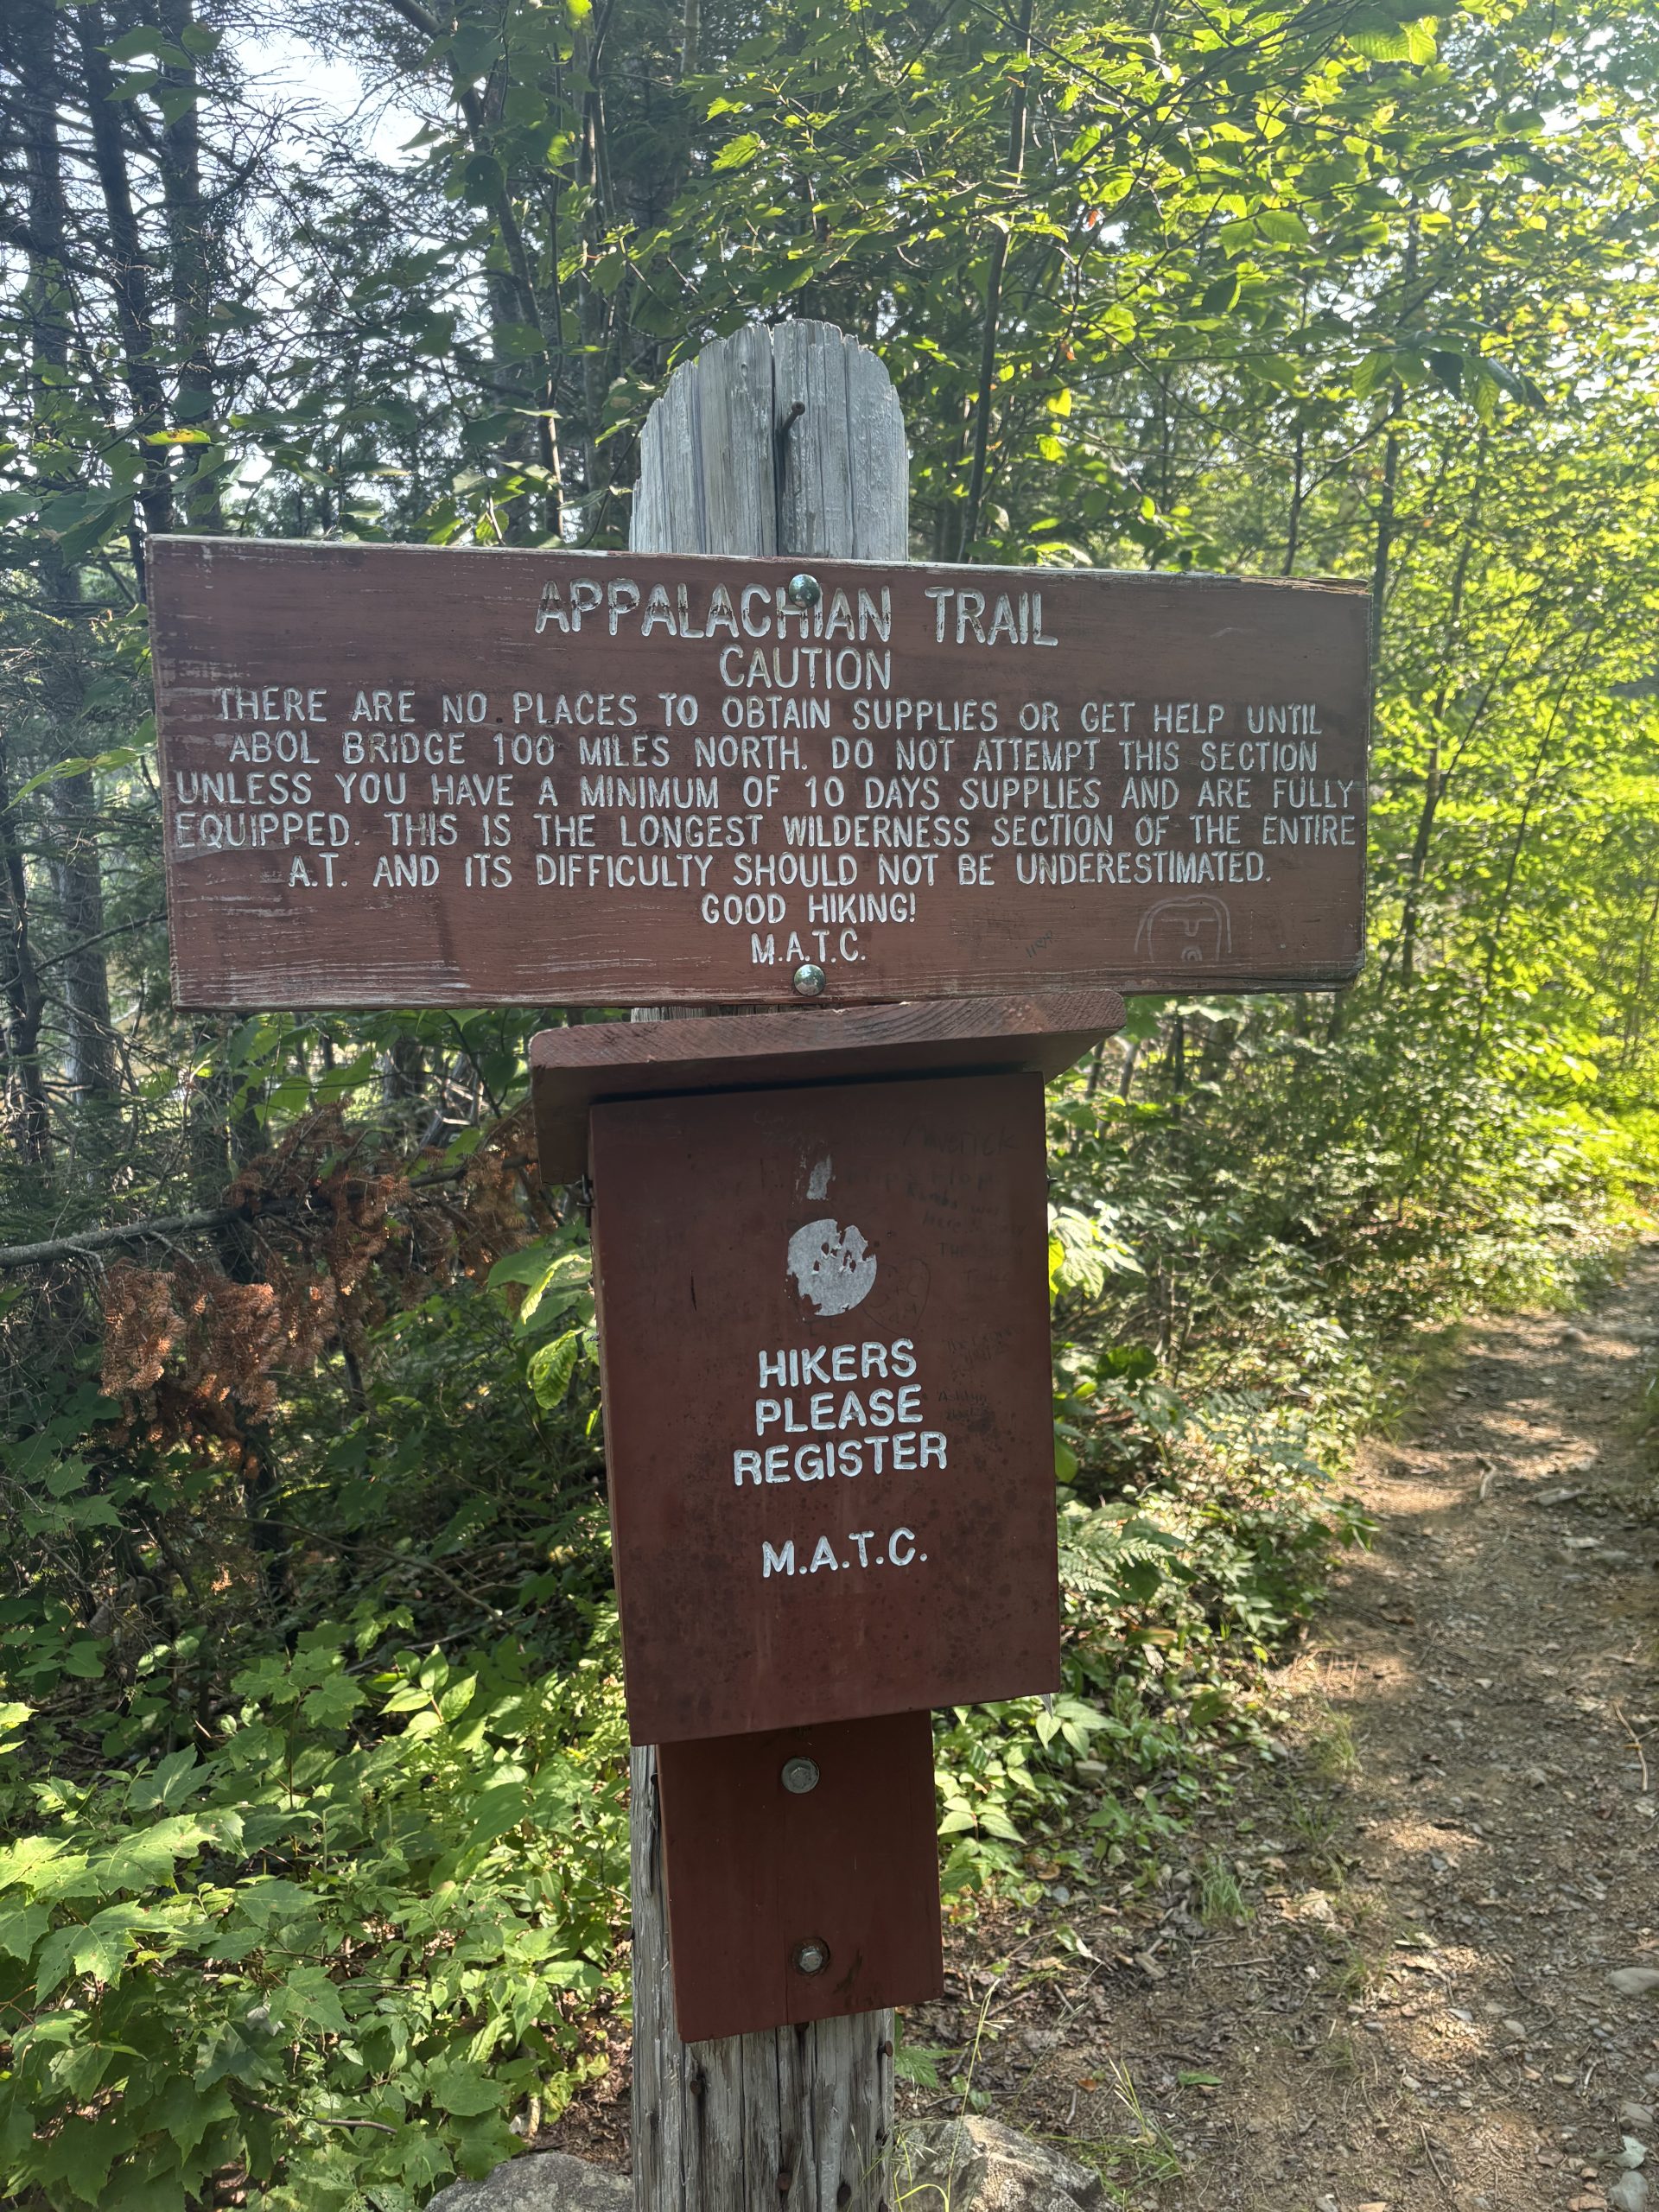 APPALACHIAN TRAIL
CAUTION
THERE ARE NO PLACES TO OBTAIN SUPPLIES OR GET HELP UNTIL
ABOL BRIDGE 100 MILES NORTH. DO NOT ATTEMPT THIS SECTION
UNLESS YOU HAVE A MINIMUM OF 10 DAYS SUPPLIES AND ARE FULLY
EQUIPPED. THIS IS THE LONGEST WILDERNESS SECTION OF THE ENTIRE
A.T. AND ITS DIFFICULTY SHOULD NOT BE UNDERESTIMATED.
GOOD HIKING!
M.A.T.C.
MAVERICK
HIKERS
PLEASE
REGISTER
M.A.T.C.